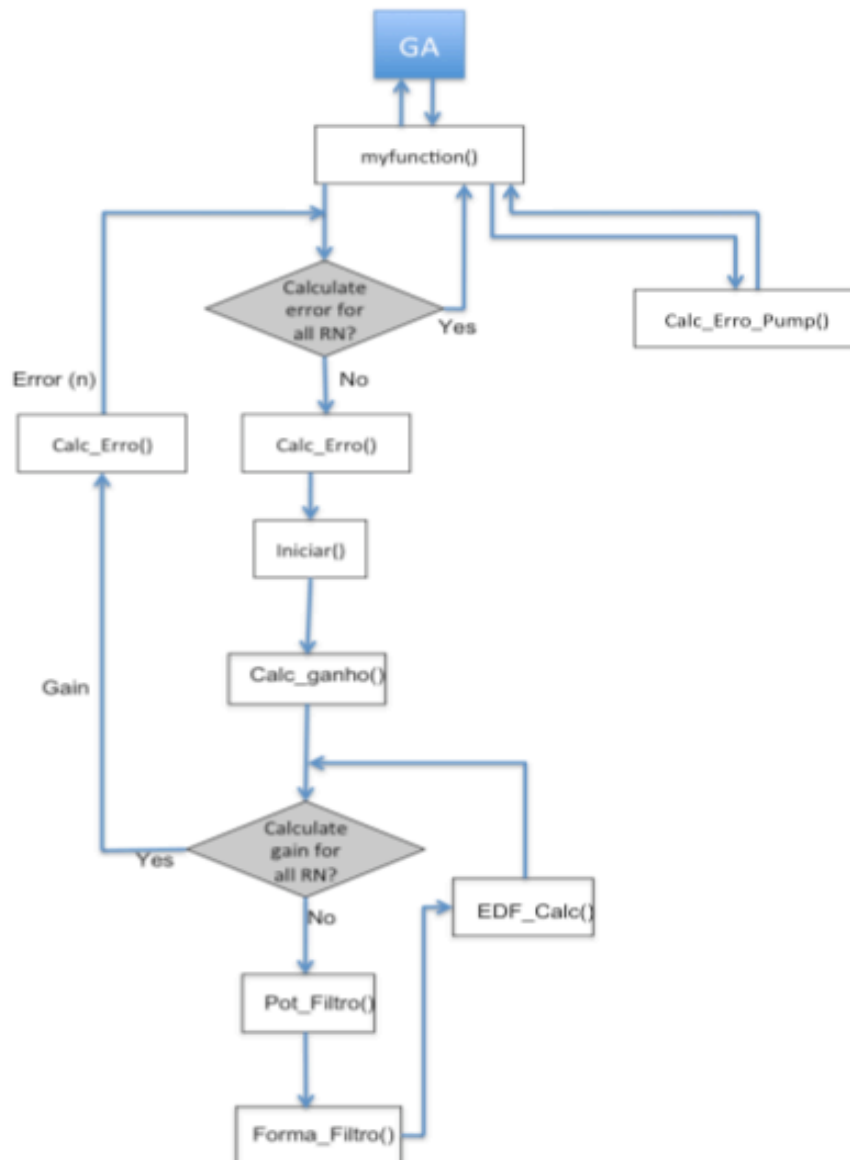 GA
myfunction()
Calculate
error for
all RN?
Yes
Calc_Erro_Pump()
Error (n)
No
Calc_Erro()
Calc_Erro()
Iniciar()
Calc_ganho()
Gain
Calculate
gain for
all RN?
Yes
EDF_Calc()
No
Pot_Filtro()
Forma_Filtro()